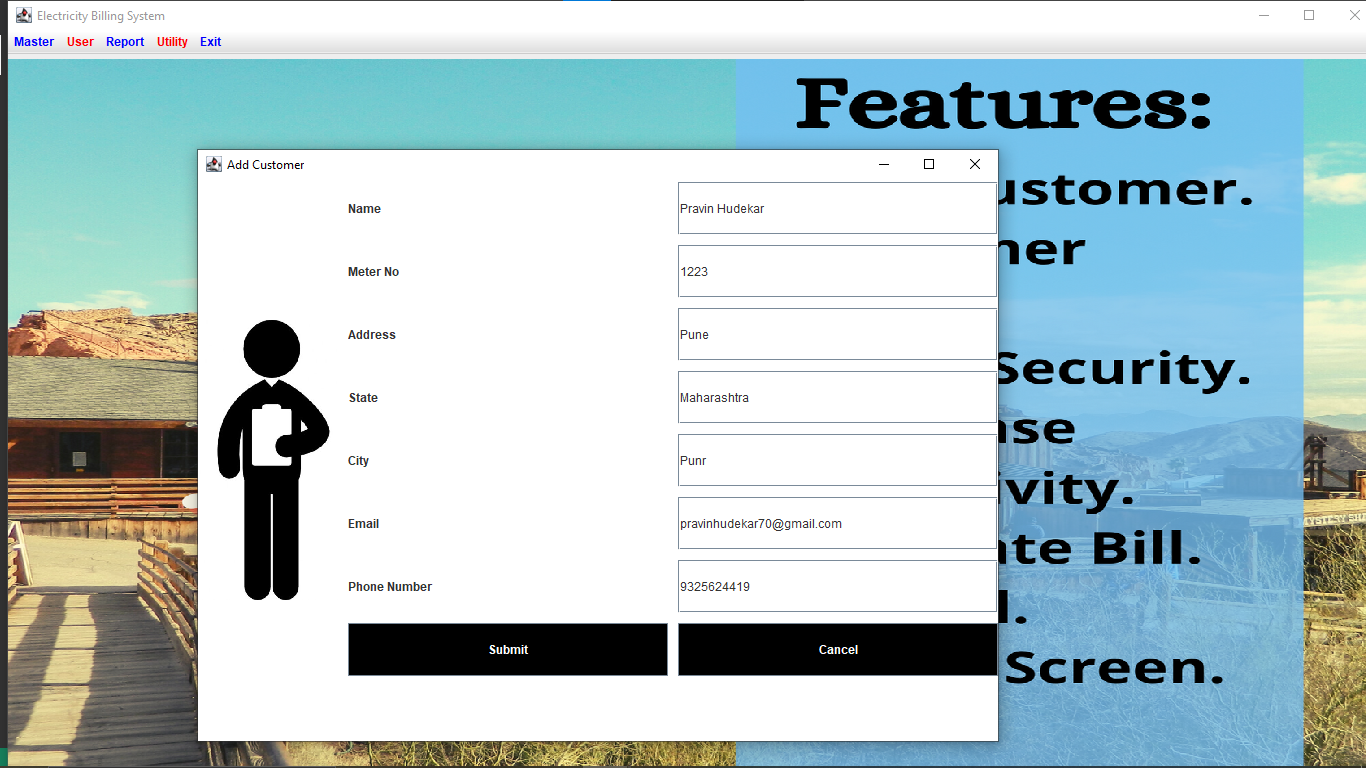 Electricity Billing System
Master User Report Utility Exit
Features:
ustomer.
ner
Security.
ase
ivity.
ate Bill.
l.
Screen.
Add Customer
Name Pravin Hudekar
Meter No 1223
Address Pune
State Maharashtra
City Punr
Email pravinhudekar70@gmail.com
Phone Number 9325624419
Submit Cancel